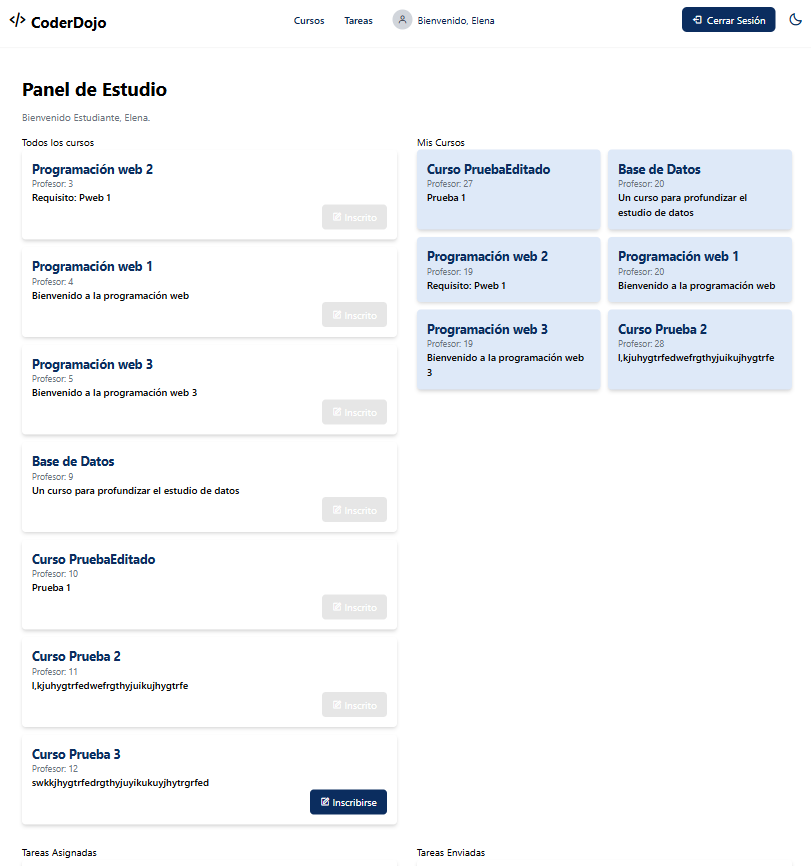 </> CoderDojo
Cursos
Tareas
Bienvenido, Elena
Cerrar Sesión
Panel de Estudio
Bienvenido Estudiante, Elena.
Todos los cursos
Programación web 2
Profesor: 3
Requisito: Pweb 1
Inscrito
Programación web 1
Profesor: 4
Bienvenido a la programación web
Inscrito
Programación web 3
Profesor: 5
Bienvenido a la programación web 3
Inscrito
Base de Datos
Profesor: 9
Un curso para profundizar el estudio de datos
Inscrito
Curso PruebaEditado
Profesor: 10
Prueba 1
Inscrito
Curso Prueba 2
Profesor: 11
l,kjuhygtrfedwefrgthyjuikujhygtrfe
Inscrito
Curso Prueba 3
Profesor: 12
swkkjhygtrfedrgthyjuyikukuyjhytrgrfed
Inscribirse
Mis Cursos
Curso PruebaEditado
Profesor: 27
Prueba 1
Base de Datos
Profesor: 20
Un curso para profundizar el
estudio de datos
Programación web 2
Profesor: 19
Requisito: Pweb 1
Programación web 1
Profesor: 20
Bienvenido a la programación web
Programación web 3
Profesor: 19
Bienvenido a la programación web
3
Curso Prueba 2
Profesor: 28
l,kjuhygtrfedwefrgthyjuikujhygtrfe
Tareas Asignadas
Tareas Enviadas